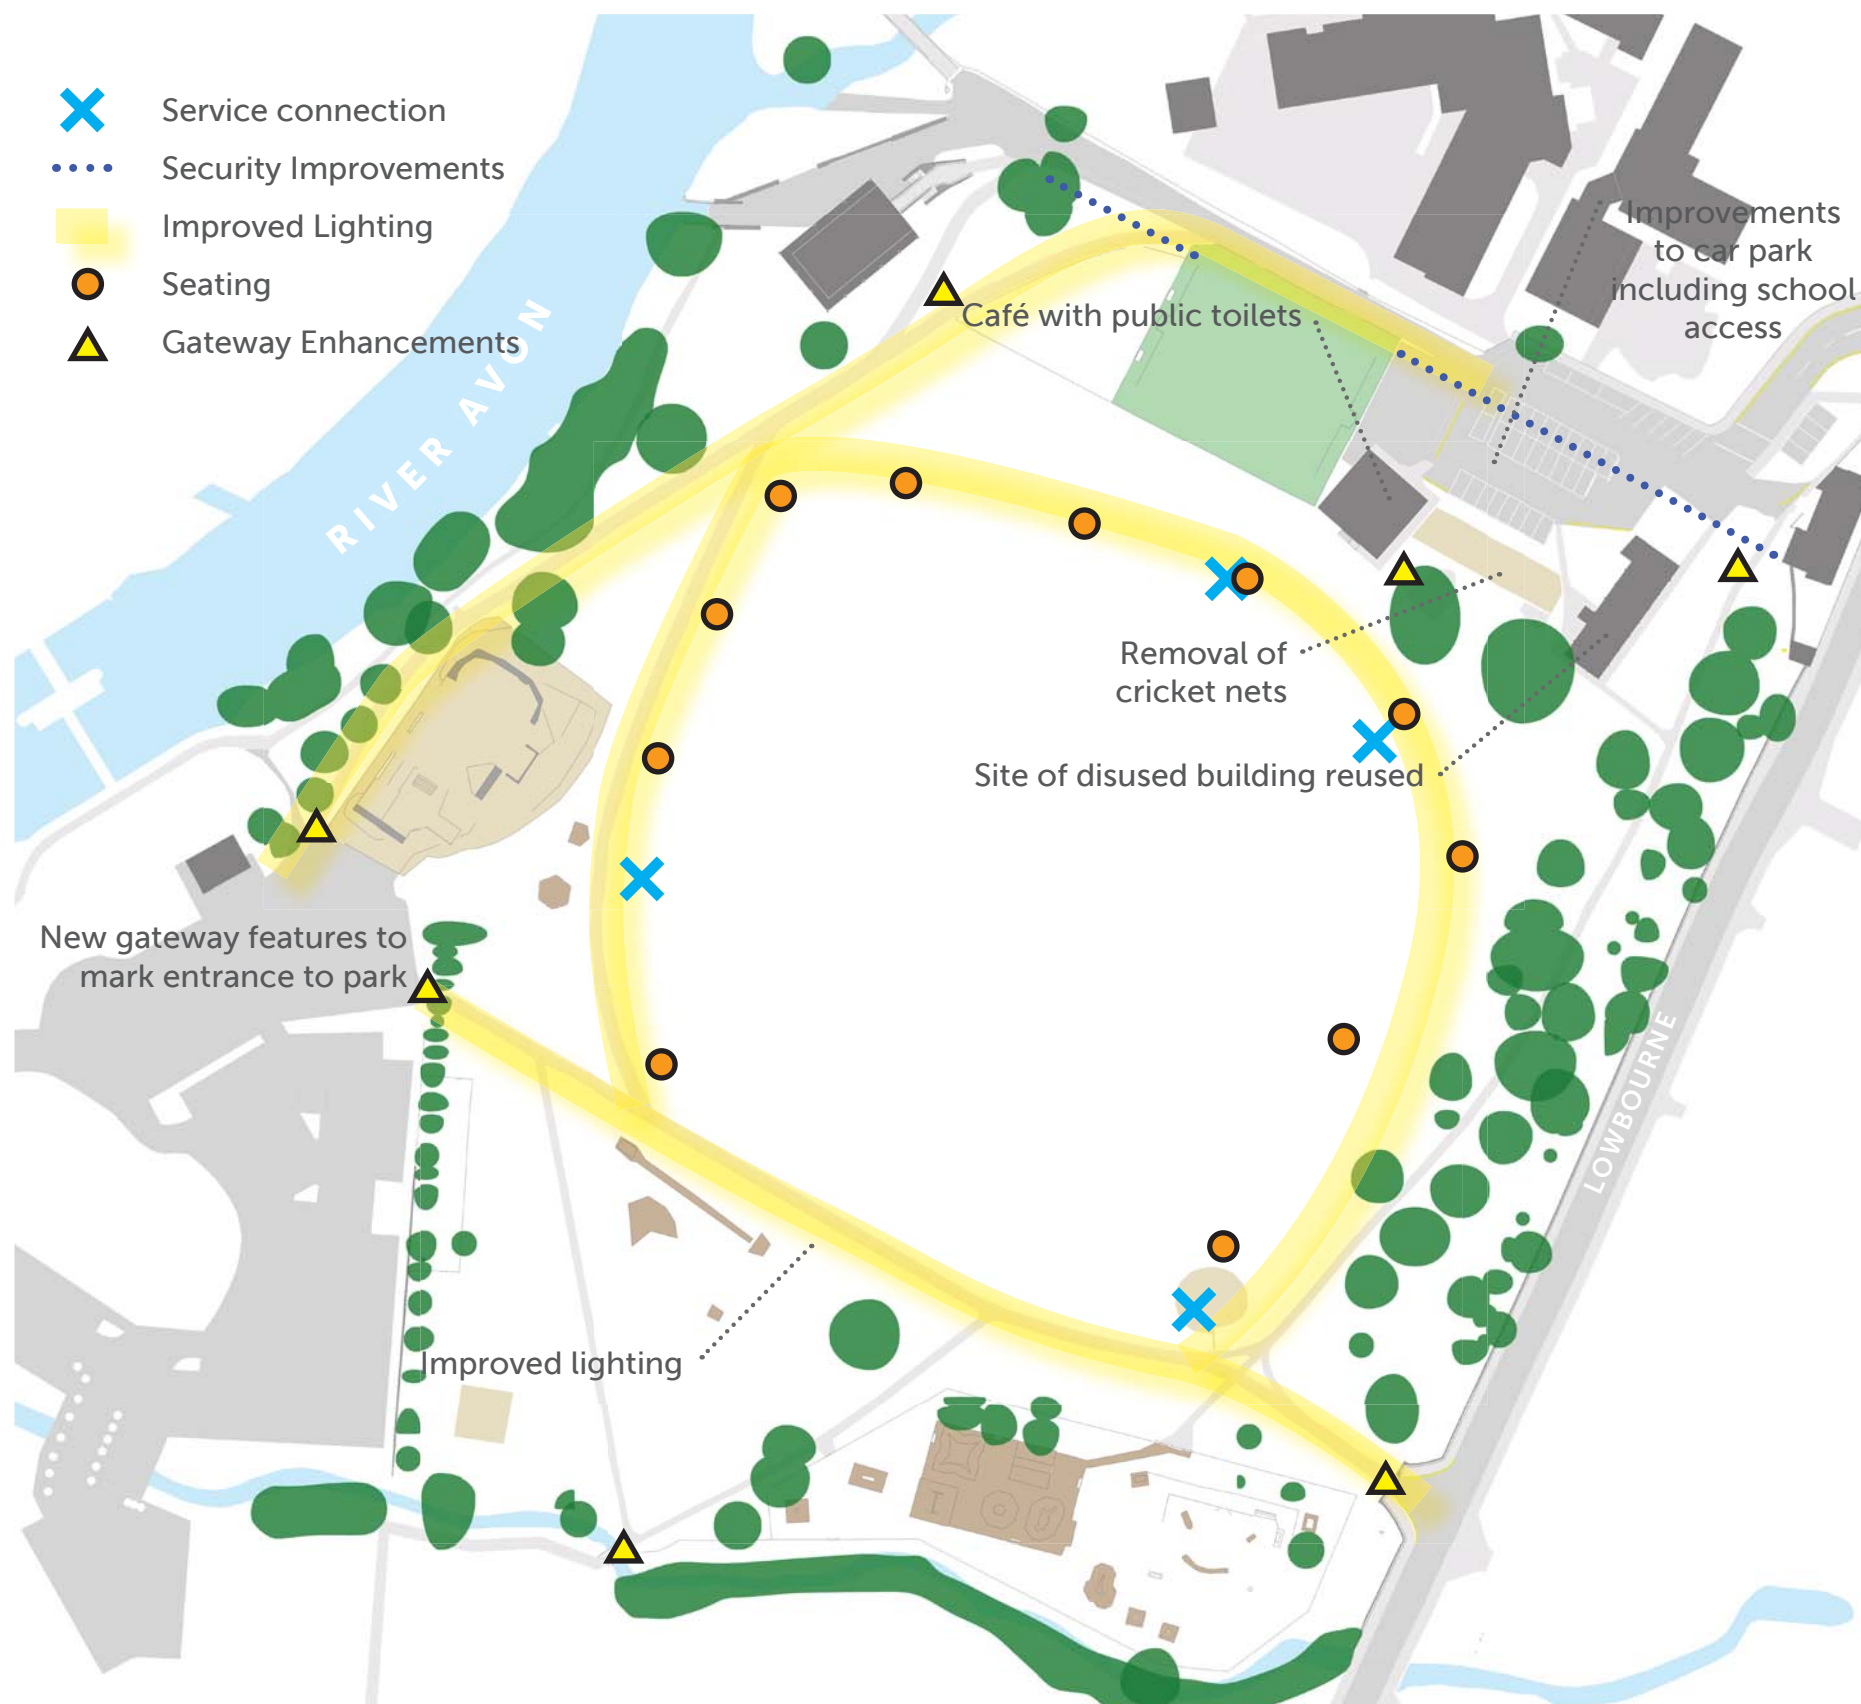 Service connection
Security Improvements
Improved Lighting
Seating
Gateway Enhancements
RIVER AVON
Improvements
to car park
including school
access
Café with public toilets
Removal of
cricket nets
Site of disused building reused
New gateway features to
mark entrance to park
LOWBOURNE
Improved lighting